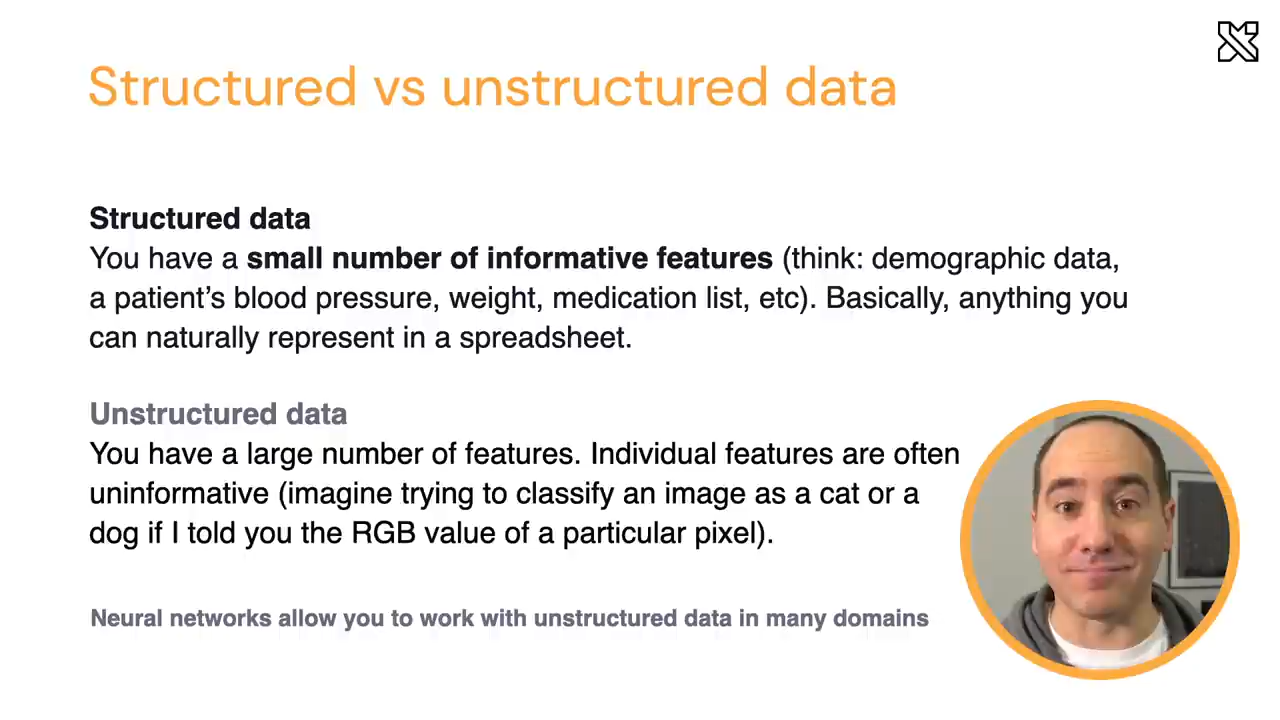 Structured vs unstructured data
Structured data
You have a small number of informative features (think: demographic data,
a patient’s blood pressure, weight, medication list, etc). Basically, anything you
can naturally represent in a spreadsheet.
Unstructured data
You have a large number of features. Individual features are often
uninformative (imagine trying to classify an image as a cat or a
dog if I told you the RGB value of a particular pixel).
Neural networks allow you to work with unstructured data in many domains